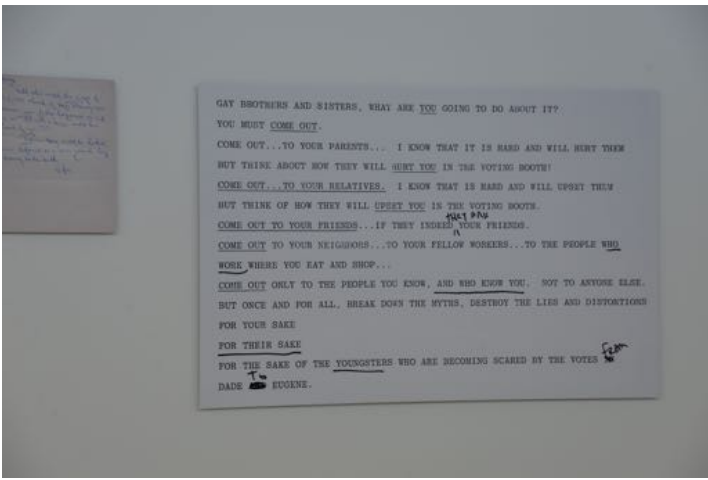 GAY BROTHERS AND SISTERS, WHAT ARE YOU GOING TO DO ABOUT IT?
YOU MUST COME OUT.
COME OUT...TO YOUR PARENTS... I KNOW THAT IT IS HARD AND WILL HURT THEM
BUT THINK ABOUT HOW THEY WILL HURT YOU IN THE VOTING BOOTH!
COME OUT...TO YOUR RELATIVES. I KNOW THAT IS HARD AND WILL UPSET THEM
BUT THINK OF HOW THEY WILL UPSET YOU IN THE VOTING BOOTH.
COME OUT TO YOUR FRIENDS...IF THEY INDEED they are YOUR FRIENDS.
COME OUT TO YOUR NEIGHBORS...TO YOUR FELLOW WORKERS...TO THE PEOPLE WHO
WORK WHERE YOU EAT AND SHOP...
COME OUT ONLY TO THE PEOPLE YOU KNOW, AND WHO KNOW YOU. NOT TO ANYONE ELSE.
BUT ONCE AND FOR ALL, BREAK DOWN THE MYTHS, DESTROY THE LIES AND DISTORTIONS
FOR YOUR SAKE
FOR THEIR SAKE
FOR THE SAKE OF THE YOUNGSTERS WHO ARE BECOMING SCARED BY THE VOTES from
DADE To EUGENE.